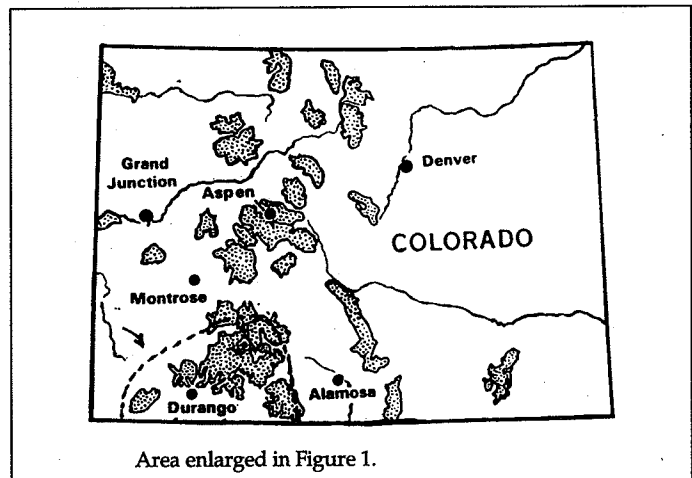 Grand
Junction
Aspen
Denver
COLORADO
Montrose
Durango
Alamosa
Area enlarged in Figure 1.